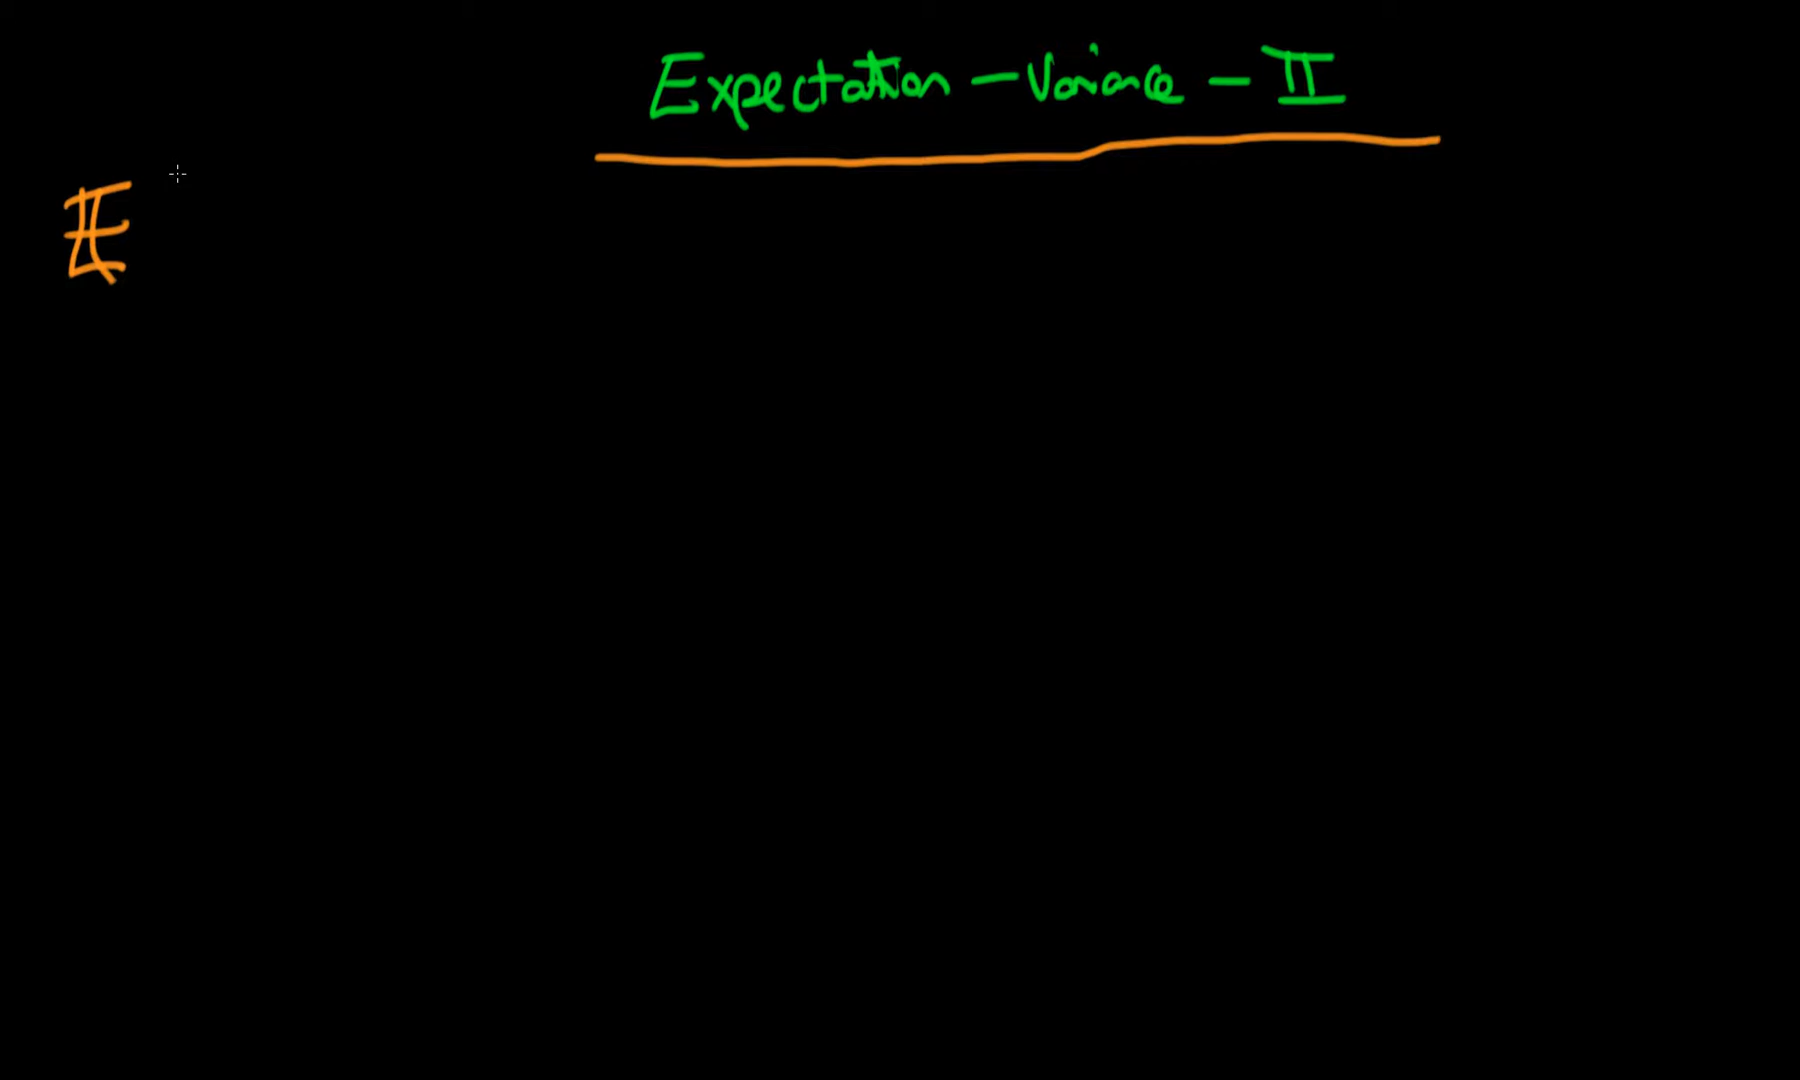 Expectation - Variance - II
𝔼